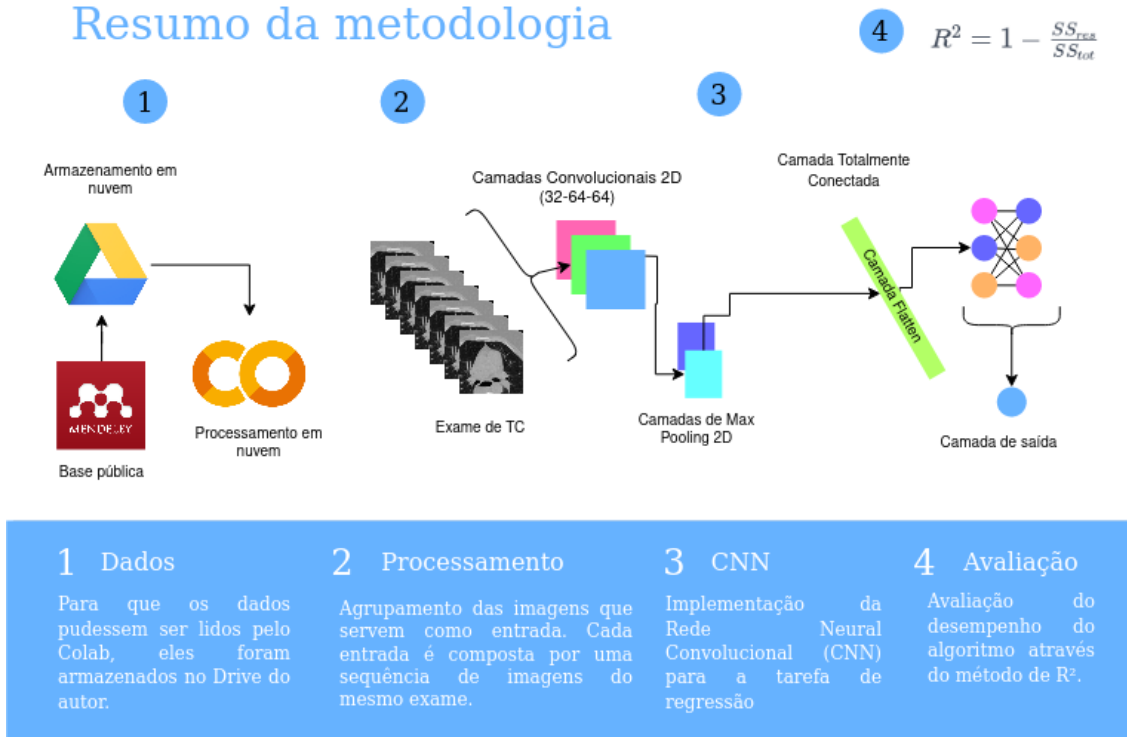 Resumo da metodologia
4
R² = 1 − SS_res / SS_tot
1
2
3
Armazenamento em
nuvem
MENDELEY
Base pública
Processamento em
nuvem
Exame de TC
Camadas Convolucionais 2D
(32-64-64)
Camadas de Max
Pooling 2D
Camada Totalmente
Conectada
Camada Flatten
Camada de saída
1 Dados
Para que os dados
pudessem ser lidos pelo
Colab, eles foram
armazenados no Drive do
autor.
2 Processamento
Agrupamento das imagens que
servem como entrada. Cada
entrada é composta por uma
sequência de imagens do
mesmo exame.
3 CNN
Implementação da
Rede Neural
Convolucional (CNN)
para a tarefa de
regressão
4 Avaliação
Avaliação do
desempenho do
algoritmo através
do método de R².